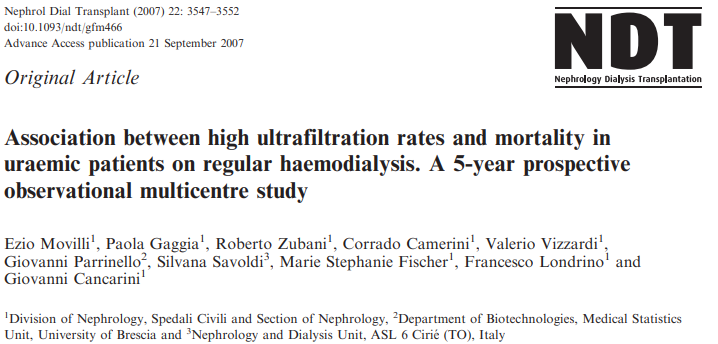 Nephrol Dial Transplant (2007) 22: 3547–3552
doi:10.1093/ndt/gfm466
Advance Access publication 21 September 2007
NDT
Nephrology Dialysis Transplantation
Original Article
Association between high ultrafiltration rates and mortality in
uraemic patients on regular haemodialysis. A 5-year prospective
observational multicentre study
Ezio Movilli¹, Paola Gaggia¹, Roberto Zubani¹, Corrado Camerini¹, Valerio Vizzardi¹,
Giovanni Parrinello², Silvana Savoldi³, Marie Stephanie Fischer¹, Francesco Londrino¹ and
Giovanni Cancarini¹
¹Division of Nephrology, Spedali Civili and Section of Nephrology, ²Department of Biotechnologies, Medical Statistics
Unit, University of Brescia and ³Nephrology and Dialysis Unit, ASL 6 Cirié (TO), Italy